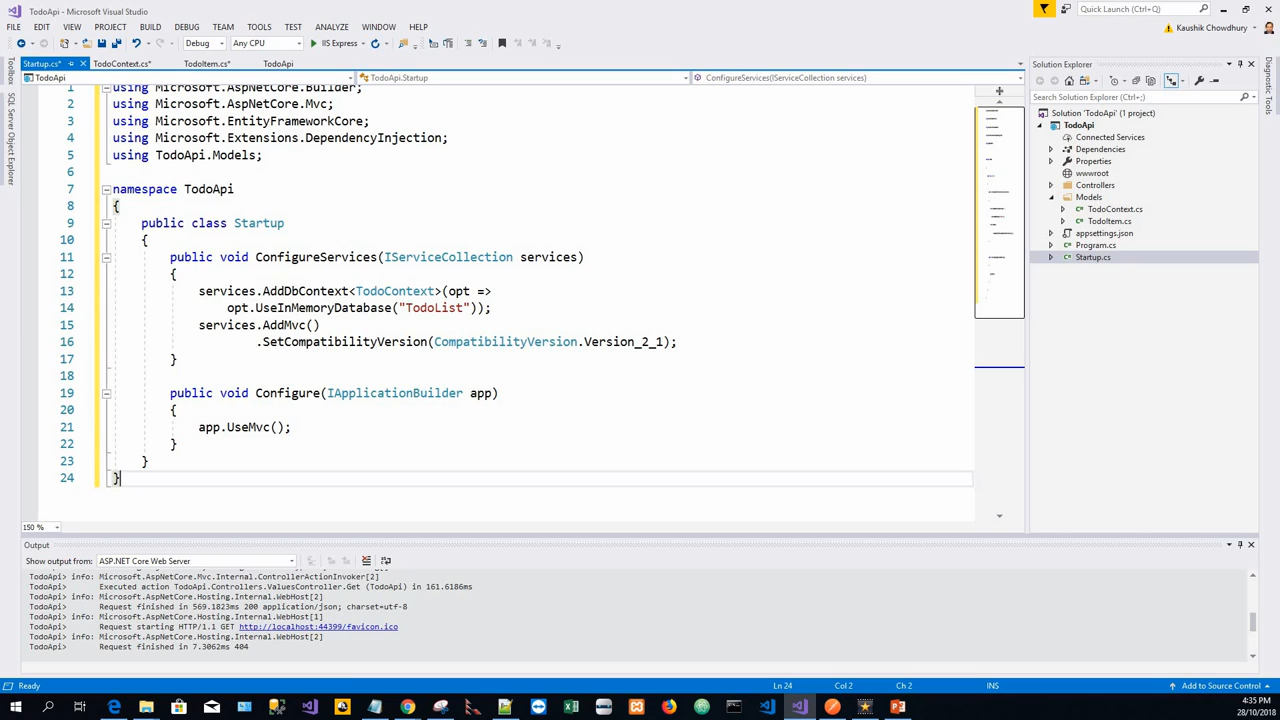 TodoApi - Microsoft Visual Studio
Quick Launch (Ctrl+Q)
FILE EDIT VIEW PROJECT BUILD DEBUG TEAM TOOLS TEST ANALYZE WINDOW HELP
Kaushik Chowdhury
Debug Any CPU IIS Express
Startup.cs* TodoContext.cs* TodoItem.cs* TodoApi
TodoApi TodoApi.Startup ConfigureServices(IServiceCollection services)
Toolbox
SQL Server Object Explorer
1 using Microsoft.AspNetCore.Builder;
2 using Microsoft.AspNetCore.Mvc;
3 using Microsoft.EntityFrameworkCore;
4 using Microsoft.Extensions.DependencyInjection;
5 using TodoApi.Models;
6
7 namespace TodoApi
8 {
9 public class Startup
10 {
11 public void ConfigureServices(IServiceCollection services)
12 {
13 services.AddDbContext<TodoContext>(opt =>
14 opt.UseInMemoryDatabase("TodoList"));
15 services.AddMvc()
16 .SetCompatibilityVersion(CompatibilityVersion.Version_2_1);
17 }
18
19 public void Configure(IApplicationBuilder app)
20 {
21 app.UseMvc();
22 }
23 }
24 }
150 %
Solution Explorer
Search Solution Explorer (Ctrl+;)
Solution 'TodoApi' (1 project)
TodoApi
Connected Services
Dependencies
Properties
wwwroot
Controllers
Models
TodoContext.cs
TodoItem.cs
appsettings.json
Program.cs
Startup.cs
Diagnostic Tools
Output
Show output from: ASP.NET Core Web Server
TodoApi> info: Microsoft.AspNetCore.Mvc.Internal.ControllerActionInvoker[2]
TodoApi> Executed action TodoApi.Controllers.ValuesController.Get (TodoApi) in 161.6186ms
TodoApi> info: Microsoft.AspNetCore.Hosting.Internal.WebHost[2]
TodoApi> Request finished in 569.1823ms 200 application/json; charset=utf-8
TodoApi> info: Microsoft.AspNetCore.Hosting.Internal.WebHost[1]
TodoApi> Request starting HTTP/1.1 GET http://localhost:44399/favicon.ico
TodoApi> info: Microsoft.AspNetCore.Hosting.Internal.WebHost[2]
TodoApi> Request finished in 7.3062ms 404
Ready Ln 24 Col 2 Ch 2 INS Add to Source Control
4:35 PM
28/10/2018